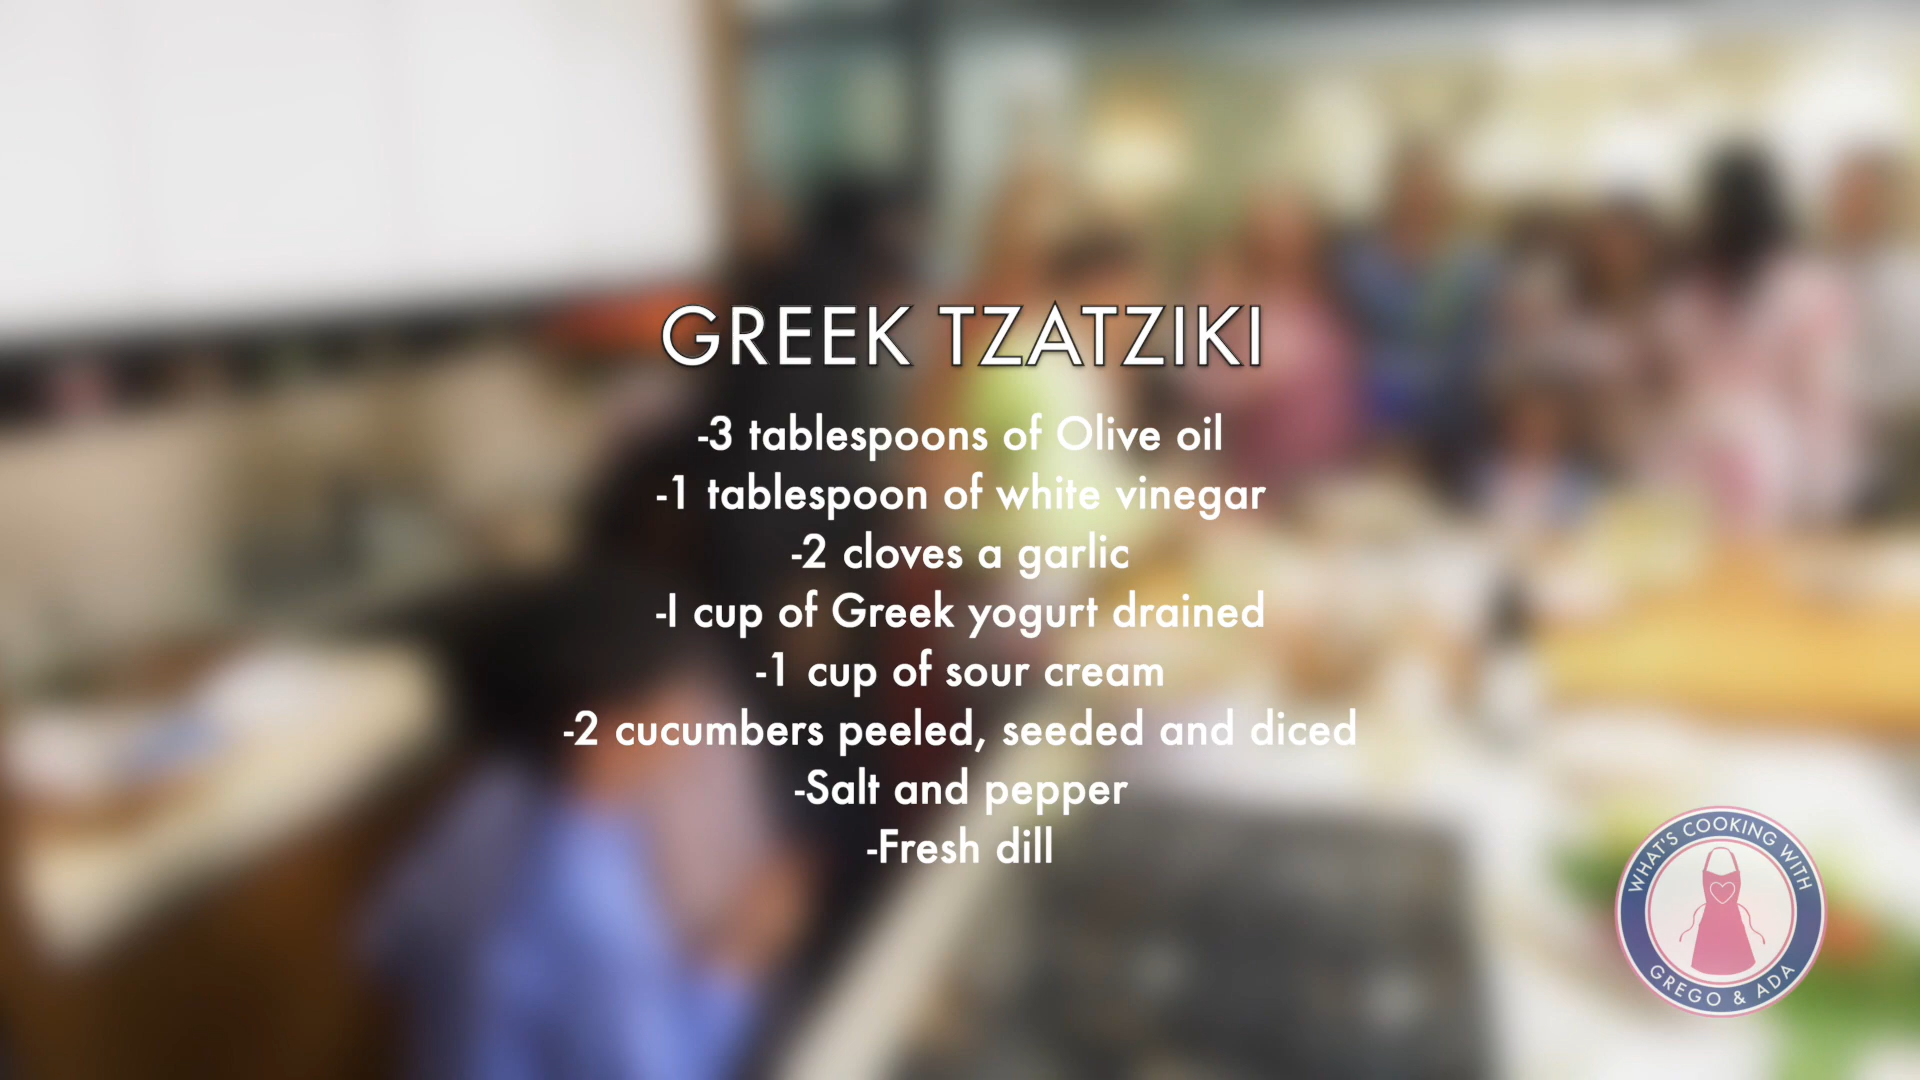 GREEK TZATZIKI
-3 tablespoons of Olive oil
-1 tablespoon of white vinegar
-2 cloves a garlic
-I cup of Greek yogurt drained
-1 cup of sour cream
-2 cucumbers peeled, seeded and diced
-Salt and pepper
-Fresh dill
WHAT'S COOKING WITH
GREGO & ADA